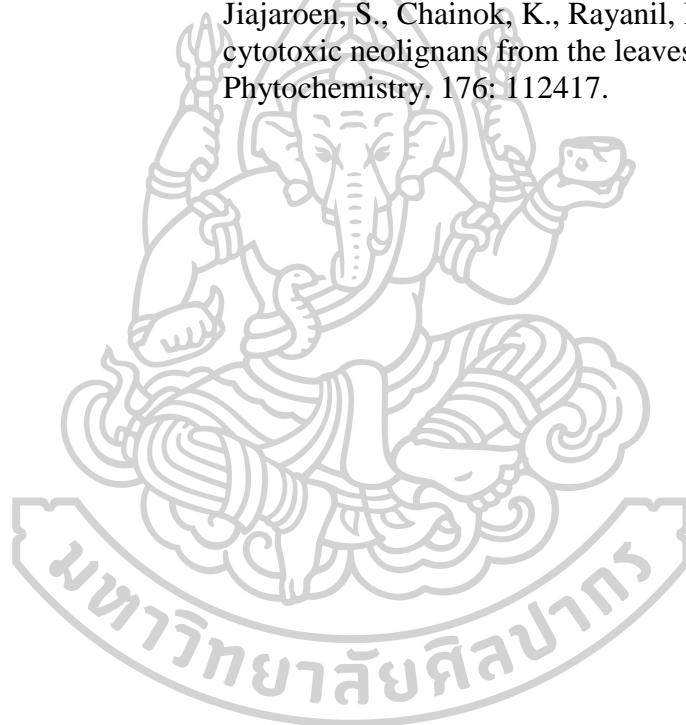 Jiajaroen, S., Chainok, K., Rayanil,
cytotoxic neolignans from the leaves
Phytochemistry. 176: 112417.
มหาวิทยาลัยศิลปากร